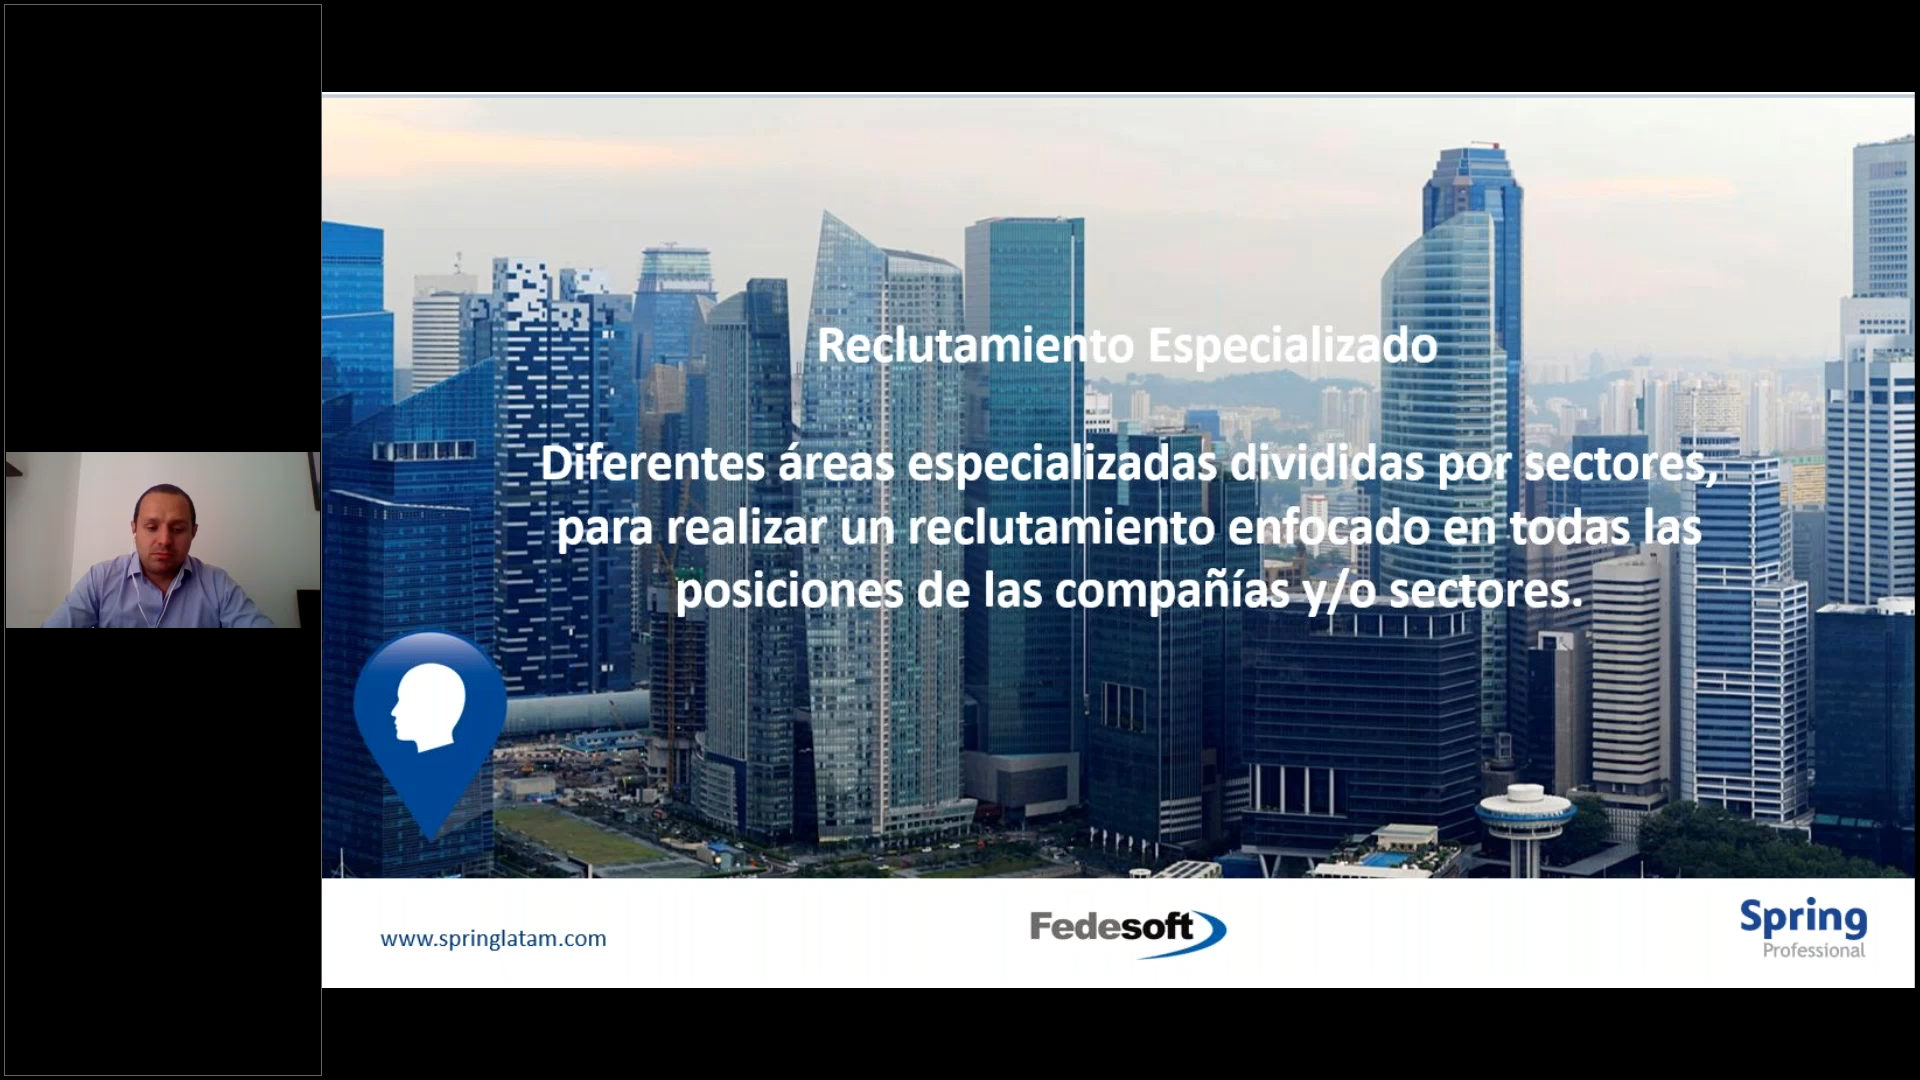 Reclutamiento Especializado
Diferentes áreas especializadas divididas por sectores,
para realizar un reclutamiento enfocado en todas las
posiciones de las compañías y/o sectores.
www.springlatam.com
Fedesoft
Spring
Professional